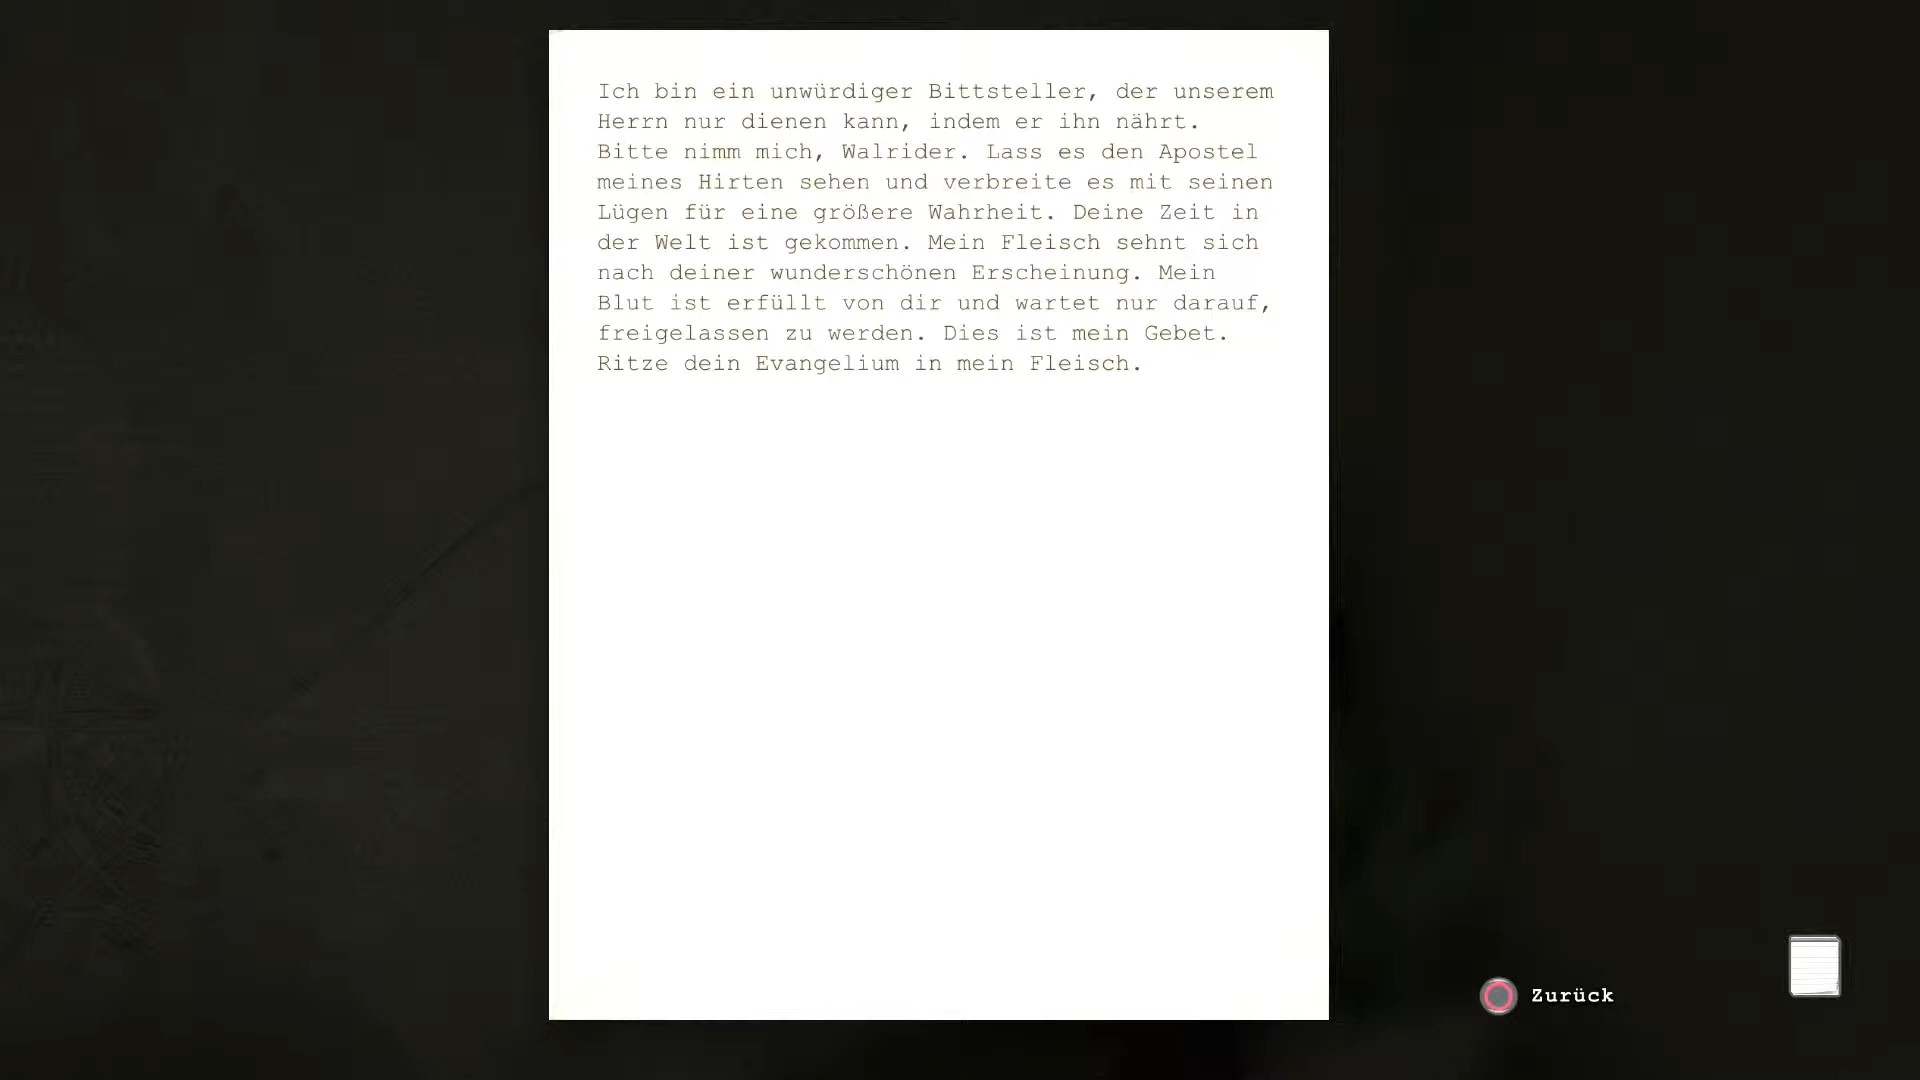 Ich bin ein unwürdiger Bittsteller, der unserem
Herrn nur dienen kann, indem er ihn nährt.
Bitte nimm mich, Walrider. Lass es den Apostel
meines Hirten sehen und verbreite es mit seinen
Lügen für eine größere Wahrheit. Deine Zeit in
der Welt ist gekommen. Mein Fleisch sehnt sich
nach deiner wunderschönen Erscheinung. Mein
Blut ist erfüllt von dir und wartet nur darauf,
freigelassen zu werden. Dies ist mein Gebet.
Ritze dein Evangelium in mein Fleisch.
Zurück